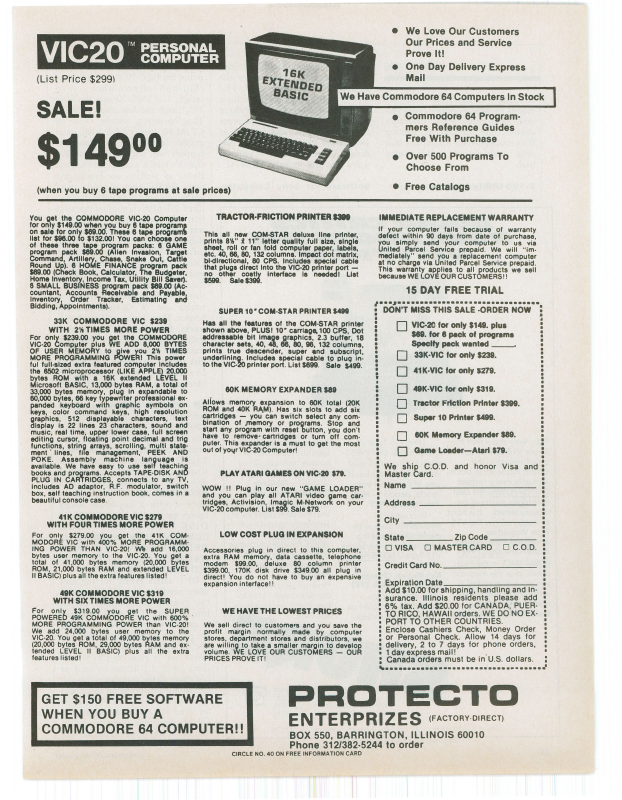 VIC20™ PERSONAL COMPUTER
(List Price $299)
SALE!
$149⁰⁰
(when you buy 6 tape programs at sale prices)
16K
EXTENDED
BASIC
• We Love Our Customers
Our Prices and Service
Prove It!
• One Day Delivery Express
Mail
We Have Commodore 64 Computers In Stock
• Commodore 64 Program-
mers Reference Guides
Free With Purchase
• Over 500 Programs To
Choose From
• Free Catalogs
You get the COMMODORE VIC-20 Computer
for only $149.00 when you buy 6 tape programs
on sale for only $69.00. These 6 tape programs
list for $96.00 to $132.00! You can choose one
of these three tape program packs: 6 GAME
program pack $69.00 (Alien Invasion, Target
Command, Artillery, Chase, Snake Out, Cattle
Round Up). 6 HOME FINANCE program pack
$69.00 (Check Book, Calculator, The Budgeter,
Home Inventory, Income Tax, Utility Bill Saver).
6 SMALL BUSINESS program pack $69.00 (Ac-
countant, Accounts Receivable and Payable,
Inventory, Order Tracker, Estimating and
Bidding, Appointments).
33K COMMODORE VIC $239
WITH 2½ TIMES MORE POWER
For only $239.00 you get the COMMODORE
VIC-20 Computer plus WE ADD 8,000 BYTES
OF USER MEMORY to give you 2½ TIMES
MORE PROGRAMMING POWER! This power
ful full-sized extra featured computer includes
the 6502 microprocessor (LIKE APPLE) 20,000
bytes ROM with a 16K EXTENDED LEVEL II
Microsoft BASIC, 13,000 bytes RAM, a total of
33,000 bytes memory, plug in expandable to
60,000 bytes, 66 key typewriter professional ex-
panded keyboard with graphic symbols on
keys, color command keys, high resolution
graphics, 512 displayable characters, text
display is 22 lines 23 characters, sound and
music, real time, upper lower case, full screen
editing cursor, floating point decimal and trig
functions, string arrays, scrolling, multi state-
ment lines, file management, PEEK AND
POKE. Assembly machine language is
available. We have easy to use self teaching
books and programs. Accepts TAPE-DISK AND
PLUG IN CARTRIDGES, connects to any TV,
includes AD adaptor, R.F. modulator, switch
box, self teaching instruction book, comes in a
beautiful console case.
41K COMMODORE VIC $279
WITH FOUR TIMES MORE POWER
For only $279.00 you get the 41K COM-
MODORE VIC with 400% MORE PROGRAMM-
ING POWER THAN VIC-20! We add 16,000
bytes user memory to the VIC-20. You get a
total of 41,000 memory (20,000 bytes
ROM, 21,000 bytes RAM and extended LEVEL
II BASIC) plus all the extra features listed!
49K COMMODORE VIC $319
WITH SIX TIMES MORE POWER
For only $319.00 you get the SUPER
POWERED 49K COMMODORE VIC with 600%
MORE PROGRAMMING POWER than VIC-20!
We add 24,000 bytes user memory to the
VIC-20. You get a total of 49,000 bytes memory
(20,000 bytes ROM, 29,000 bytes RAM and ex-
tended LEVEL II BASIC) plus all the extra
features listed!
TRACTOR-FRICTION PRINTER $399
This all new COM-STAR deluxe line printer,
prints 8½" x 11" letter quality full size, single
sheet, roll or fan fold computer paper, labels,
etc. 40, 66, 80, 132 columns. Impact dot matrix,
bi-directional, 80 CPS. Includes special cable
that plugs direct into the VIC-20 printer port —
no other costly interface is needed! List
$599. Sale $399.
SUPER 10" COM-STAR PRINTER $499
Has all the features of the COM-STAR printer
shown above, PLUS! 10" carriage, 100 CPS, Dot
addressable bit image graphics, 2.3 buffer, 18
character sets, 40, 48, 66, 80, 96, 132 columns,
prints true descender, super and subscript,
underlining. Includes special cable to plug in-
to the VIC-20 printer port. List $699. Sale $499.
60K MEMORY EXPANDER $89
Allows memory expansion to 60K total (20K
ROM and 40K RAM). Has six slots to add six
cartridges — you can switch select any com-
bination of memory or programs. Stop and
start any program with reset button, you don't
have to remove-cartridges or turn off com-
puter. This expander is a must to get the most
out of your VIC-20 Computer!
PLAY ATARI GAMES ON VIC-20 $79.
WOW !! Plug in our new "GAME LOADER"
and you can play all ATARI video game car-
tridges, Activision, Imagic M-Network on your
VIC-20 computer. List $99. Sale $79.
LOW COST PLUG IN EXPANSION
Accessories plug in direct to this computer,
extra RAM memory, data cassette, telephone
modem $99.00, deluxe 80 column printer
$399.00, 170K disk drive $349.00 all plug in
direct! You do not have to buy an expensive
expansion interface!!
WE HAVE THE LOWEST PRICES
We sell direct to customers and you save the
profit margin normally made by computer
stores, department stores and distributors, we
are willing to take a smaller margin to develop
volume. WE LOVE OUR CUSTOMERS — OUR
PRICES PROVE IT!
IMMEDIATE REPLACEMENT WARRANTY
If your computer fails because of warranty
defect within 90 days from date of purchase,
you simply send your computer to us via
United Parcel Service prepaid. We will "im-
mediately" send you a replacement computer
at no charge via United Parcel Service prepaid.
This warranty applies to all products we sell
because WE LOVE OUR CUSTOMERS!!
15 DAY FREE TRIAL
DON'T MISS THIS SALE -ORDER NOW
VIC-20 for only $149. plus
$69. for 6 pack of programs
Specify pack wanted
33K-VIC for only $239.
41K-VIC for only $279.
49K-VIC for only $319.
Tractor Friction Printer $399.
Super 10 Printer $499.
60K Memory Expander $89.
Game Loader—Atari $79.
We ship C.O.D. and honor Visa and
Master Card.
Name
Address
City
State Zip Code
VISA MASTER CARD C.O.D.
Credit Card No.
Expiration Date
Add $10.00 for shipping, handling and in-
surance. Illinois residents please add
6% tax. Add $20.00 for CANADA, PUER-
TO RICO, HAWAII orders. WE DO NO EX-
PORT TO OTHER COUNTRIES.
Enclose Cashiers Check, Money Order
or Personal Check. Allow 14 days for
delivery, 2 to 7 days for phone orders,
1 day express mail!
Canada orders must be in U.S. dollars.
GET $150 FREE SOFTWARE
WHEN YOU BUY A
COMMODORE 64 COMPUTER!!
PROTECTO
ENTERPRIZES (FACTORY-DIRECT)
BOX 550, BARRINGTON, ILLINOIS 60010
Phone 312/382-5244 to order
CIRCLE NO. 40 ON FREE INFORMATION CARD